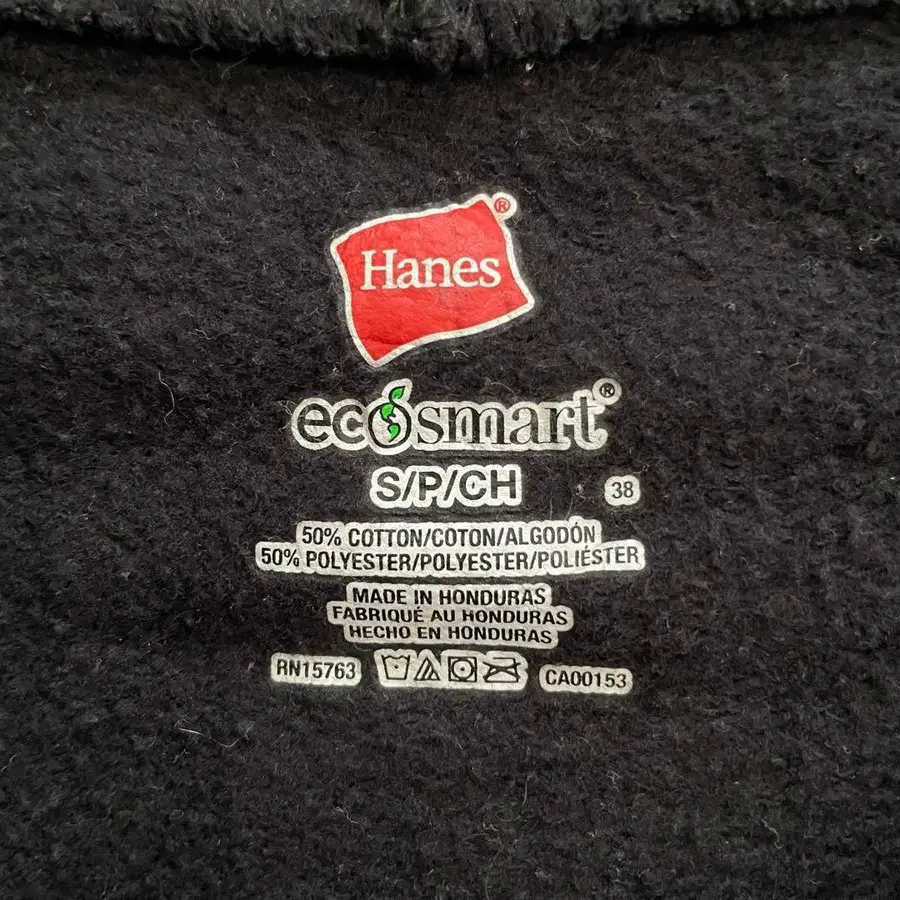 Hanes®
ecosmart®
S/P/CH 38
50% COTTON/COTON/ALGODÓN
50% POLYESTER/POLYESTER/POLIÉSTER
MADE IN HONDURAS
FABRIQUÉ AU HONDURAS
HECHO EN HONDURAS
RN15763 CA00153